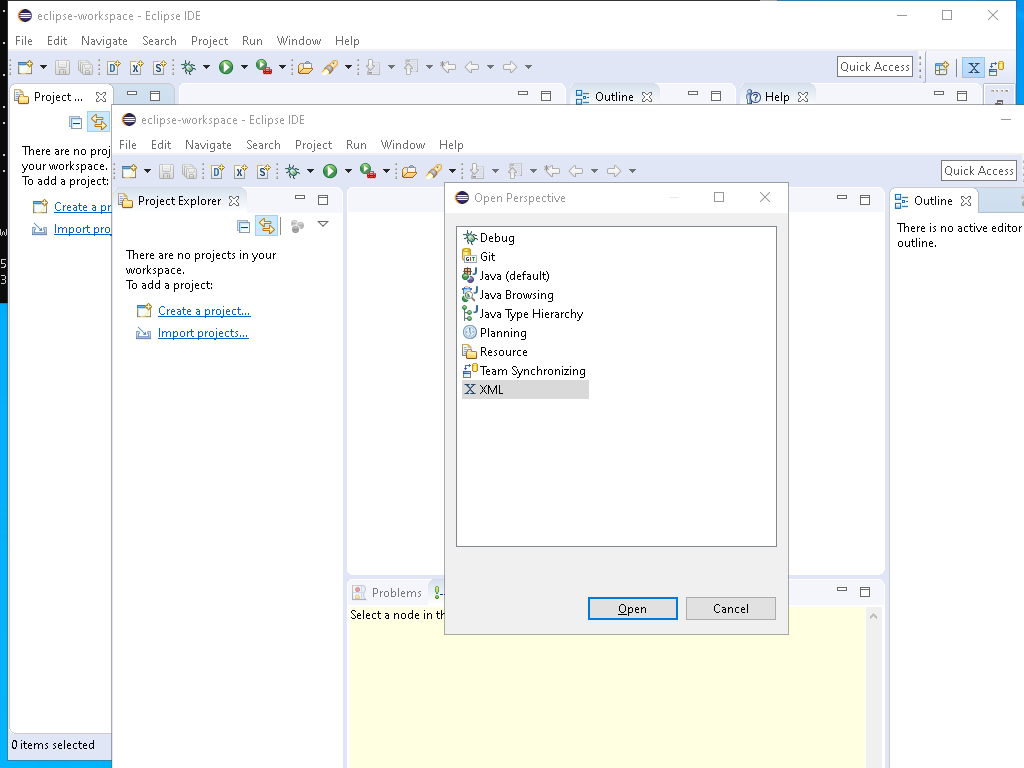 eclipse-workspace - Eclipse IDE
File Edit Navigate Search Project Run Window Help
Quick Access
Project ...
Outline
Help
There are no proj
your workspace.
To add a project:
Create a pr
Import pro
0 items selected
eclipse-workspace - Eclipse IDE
File Edit Navigate Search Project Run Window Help
Quick Access
Project Explorer
There are no projects in your
workspace.
To add a project:
Create a project...
Import projects...
Outline
There is no active editor
outline.
Problems
Select a node in th
Open Perspective
Debug
Git
Java (default)
Java Browsing
Java Type Hierarchy
Planning
Resource
Team Synchronizing
XML
Open
Cancel